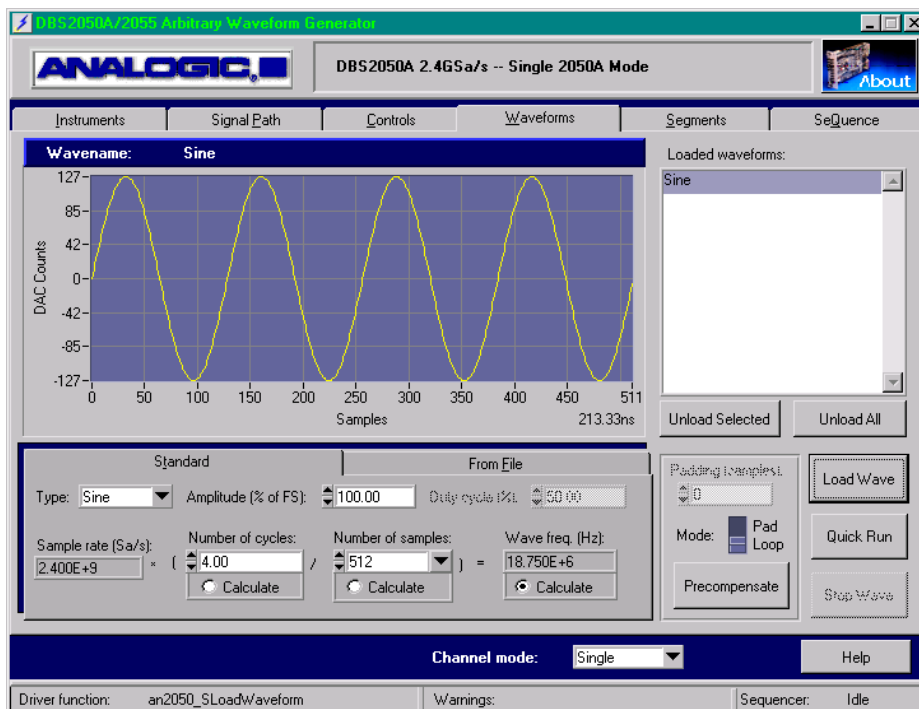 DBS2050A/2055 Arbitrary Waveform Generator
ANALOGIC.
DBS2050A 2.4GSa/s -- Single 2050A Mode
About
Instruments Signal Path Controls Waveforms Segments SeQuence
Wavename: Sine
Loaded waveforms:
Sine
127
85
42
0
-42
-85
-127
DAC Counts
0 50 100 150 200 250 300 350 400 450 511
Samples
213.33ns
Unload Selected Unload All
Standard From File
Type: Sine Amplitude (% of FS): 100.00 Duty cycle (%): 50.00
Sample rate (Sa/s): Number of cycles: Number of samples: Wave freq. (Hz):
2.400E+9 * ( 4.00 / 512 ) = 18.750E+6
Calculate Calculate Calculate
Padding (samples):
0
Mode: Pad
Loop
Precompensate
Load Wave
Quick Run
Stop Wave
Channel mode: Single Help
Driver function: an2050_SLoadWaveform Warnings: Sequencer: Idle